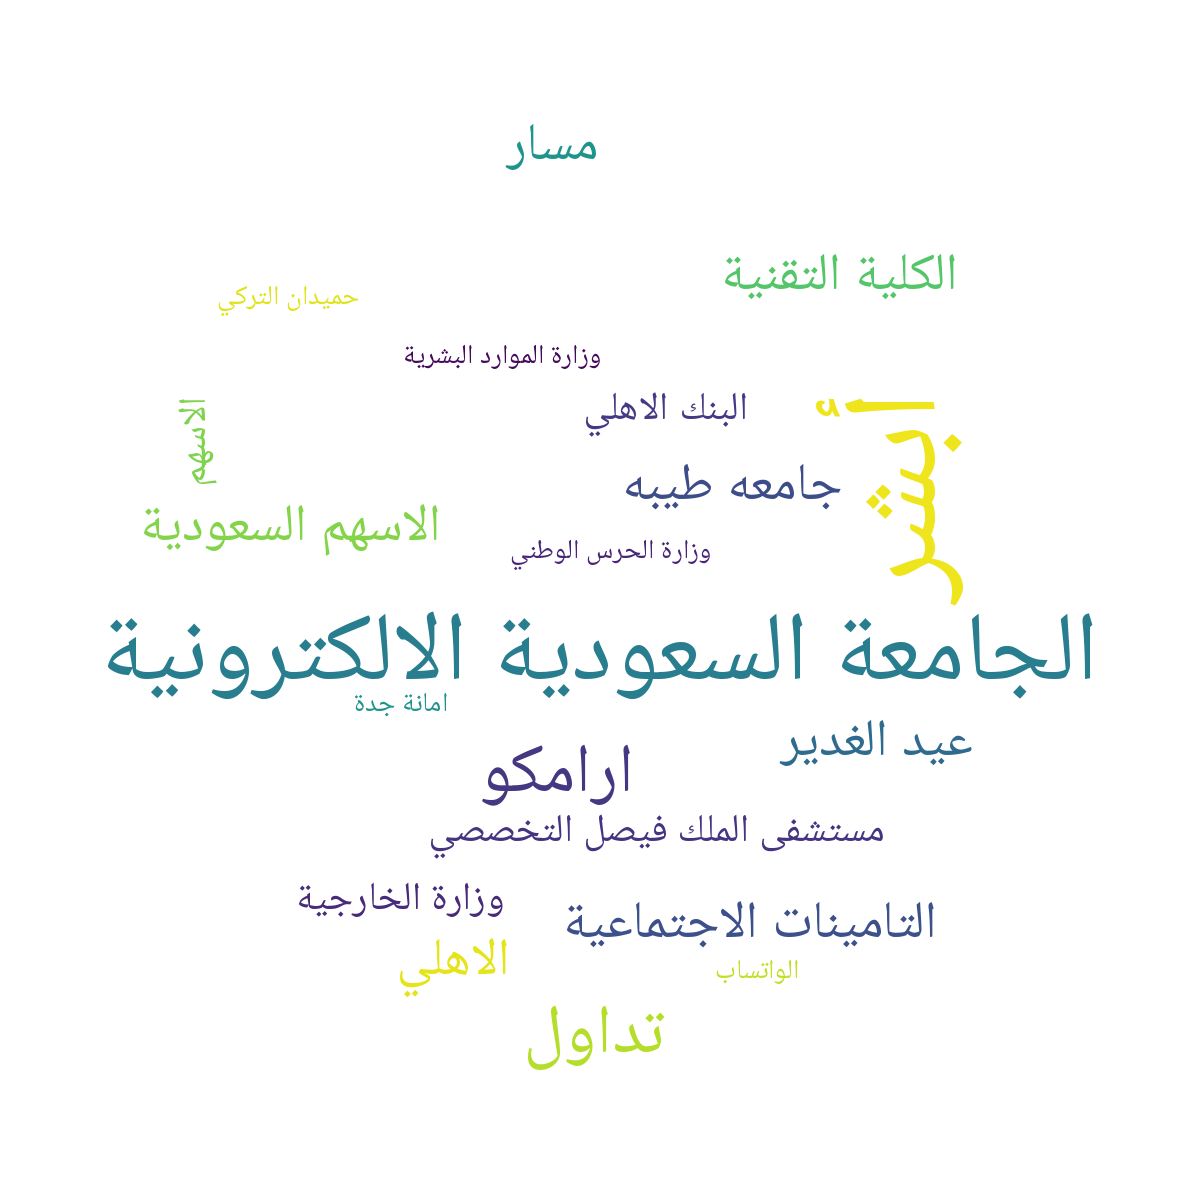 مسار
الكلية التقنية
حميدان التركي
وزارة الموارد البشرية
البنك الاهلي
أبشر
الاسهم
جامعه طيبه
الاسهم السعودية
وزارة الحرس الوطني
الجامعة السعودية الالكترونية
امانة جدة
عيد الغدير
ارامكو
مستشفى الملك فيصل التخصصي
وزارة الخارجية
التامينات الاجتماعية
الاهلي
الواتساب
تداول